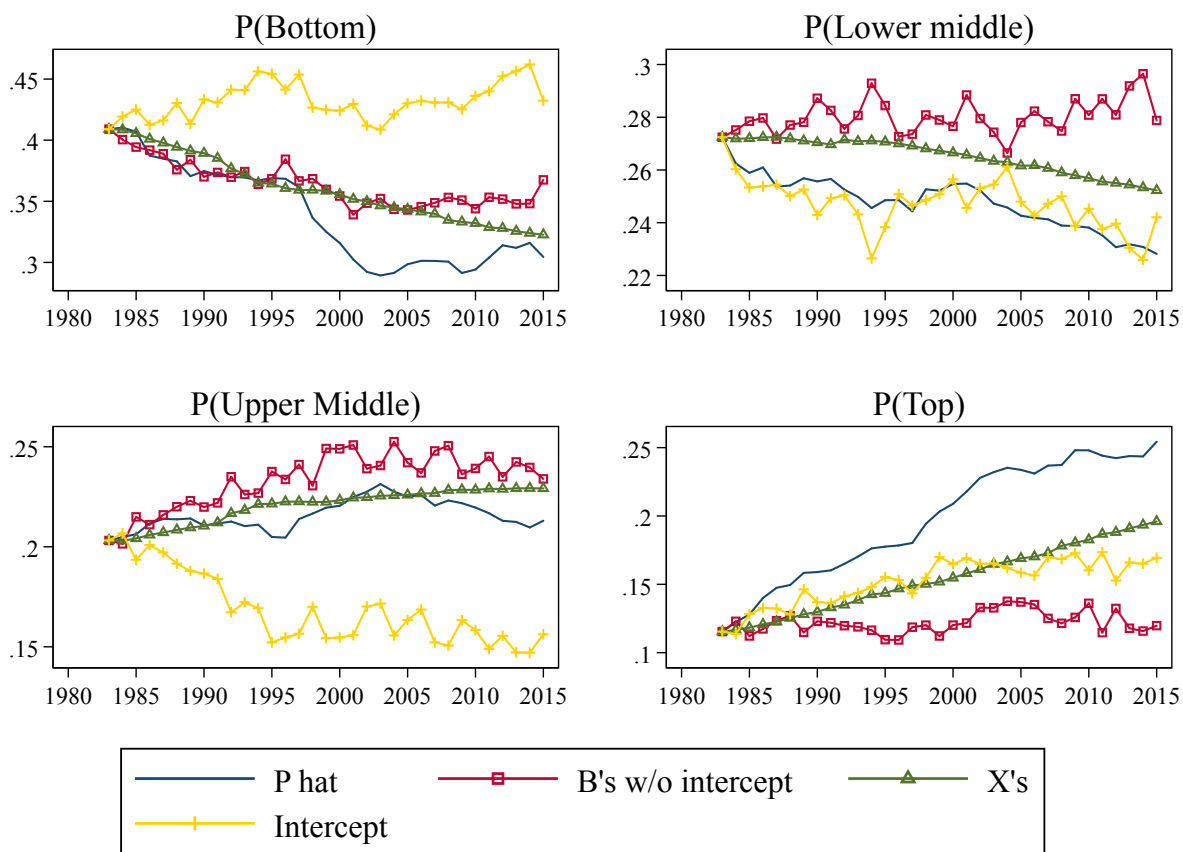 P(Bottom)
.45
.4
.35
.3
1980 1985 1990 1995 2000 2005 2010 2015
P(Lower middle)
.3
.28
.26
.24
.22
1980 1985 1990 1995 2000 2005 2010 2015
P(Upper Middle)
.25
.2
.15
1980 1985 1990 1995 2000 2005 2010 2015
P(Top)
.25
.2
.15
.1
1980 1985 1990 1995 2000 2005 2010 2015
P hat B's w/o intercept X's
Intercept